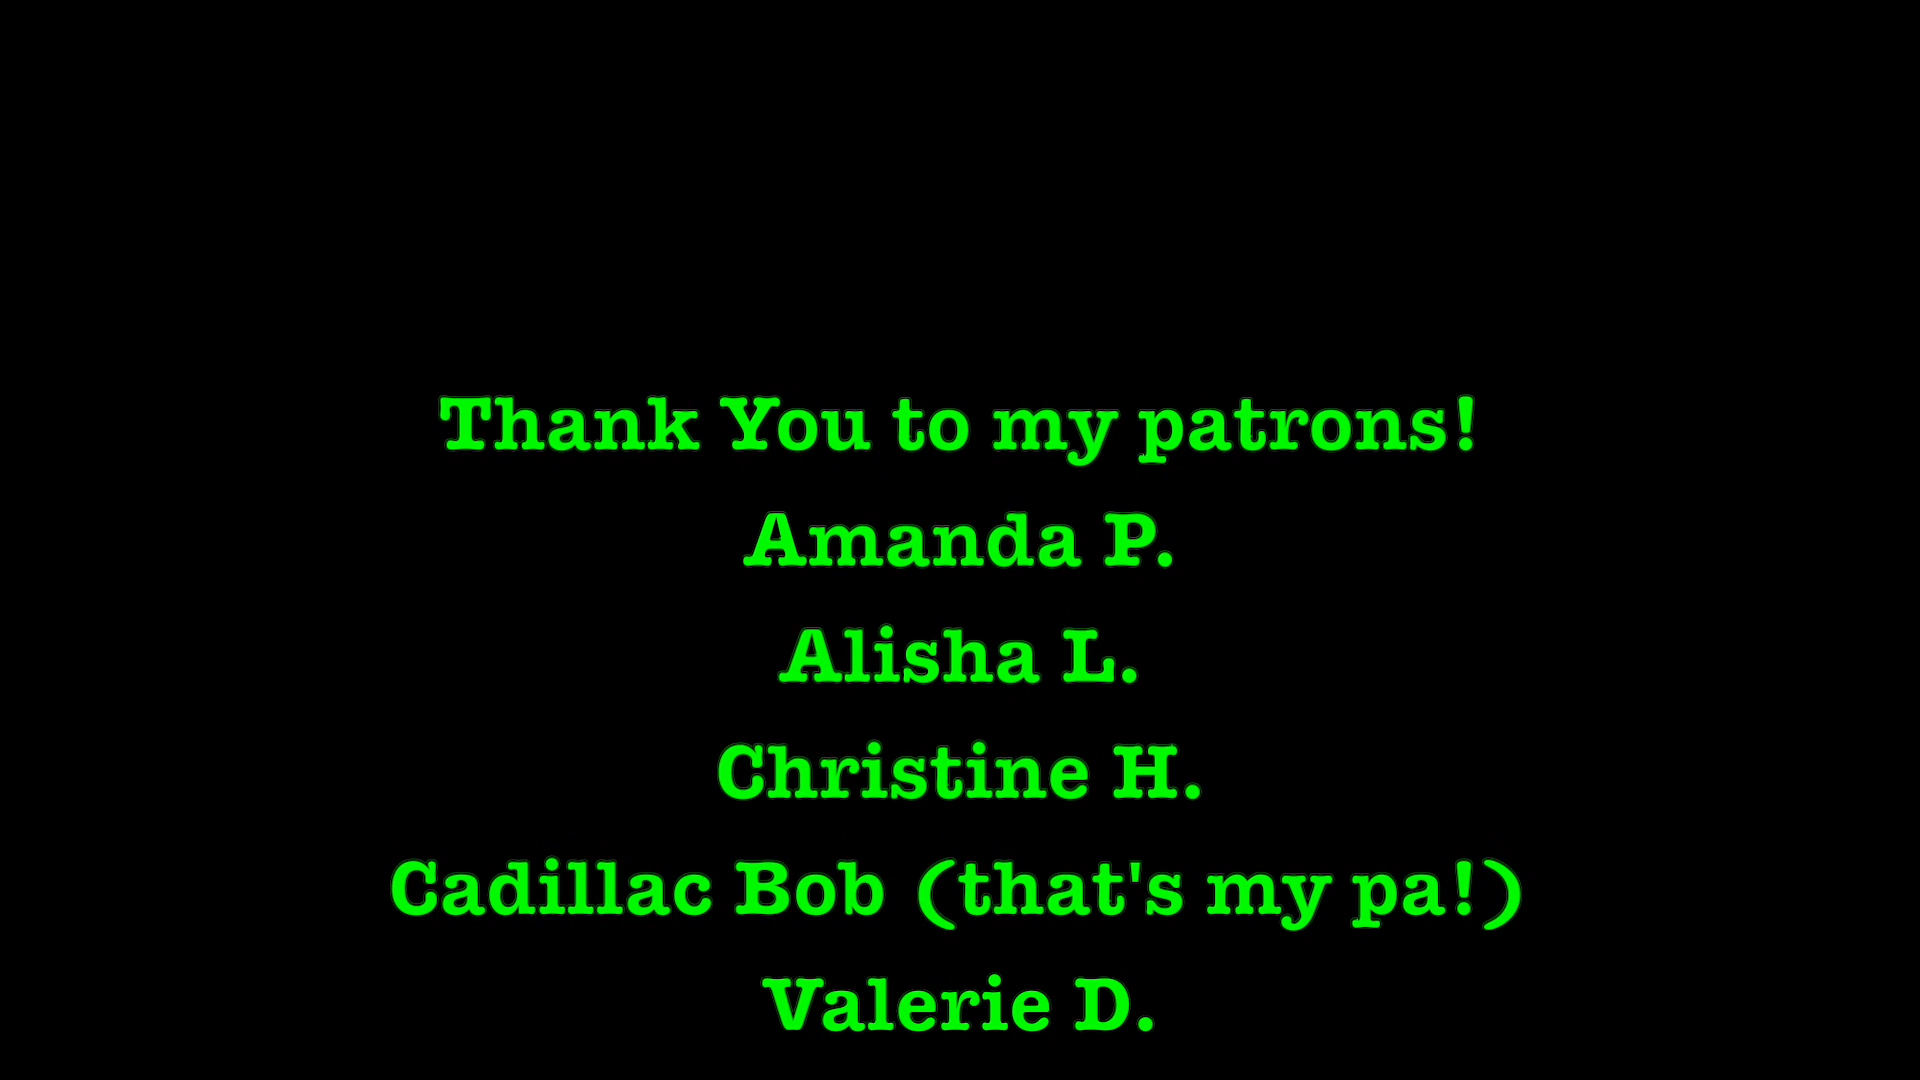 Thank You to my patrons!
Amanda P.
Alisha L.
Christine H.
Cadillac Bob (that's my pa!)
Valerie D.